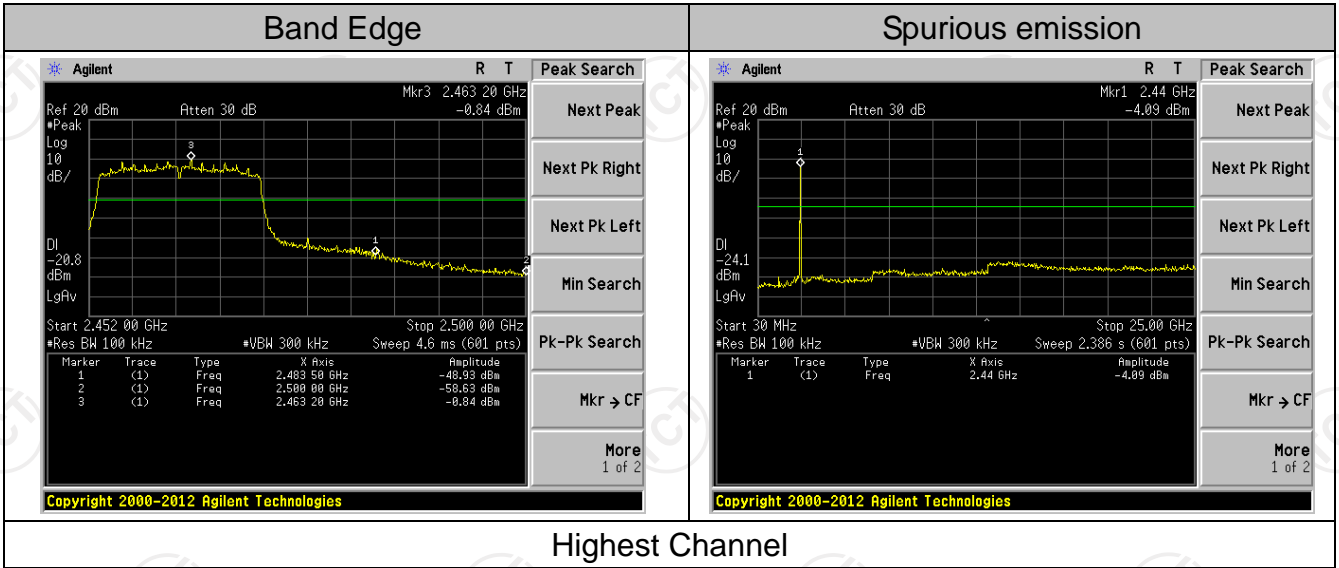 Band Edge
Spurious emission
Agilent R T Peak Search
Mkr3 2.463 20 GHz
Ref 20 dBm Atten 30 dB -0.84 dBm
#Peak
Log
10
dB/
3
1
2
DI
-20.8
dBm
LgAv
Start 2.452 00 GHz Stop 2.500 00 GHz
#Res BW 100 kHz #VBW 300 kHz Sweep 4.6 ms (601 pts)
Marker Trace Type X Axis Amplitude
1 (1) Freq 2.483 50 GHz -48.93 dBm
2 (1) Freq 2.500 00 GHz -58.63 dBm
3 (1) Freq 2.463 20 GHz -0.84 dBm
Next Peak
Next Pk Right
Next Pk Left
Min Search
Pk-Pk Search
Mkr → CF
More
1 of 2
Copyright 2000-2012 Agilent Technologies
Agilent R T Peak Search
Mkr1 2.44 GHz
Ref 20 dBm Atten 30 dB -4.09 dBm
#Peak
Log
10
dB/
1
DI
-24.1
dBm
LgAv
Start 30 MHz Stop 25.00 GHz
#Res BW 100 kHz #VBW 300 kHz Sweep 2.386 s (601 pts)
Marker Trace Type X Axis Amplitude
1 (1) Freq 2.44 GHz -4.09 dBm
Next Peak
Next Pk Right
Next Pk Left
Min Search
Pk-Pk Search
Mkr → CF
More
1 of 2
Copyright 2000-2012 Agilent Technologies
Highest Channel